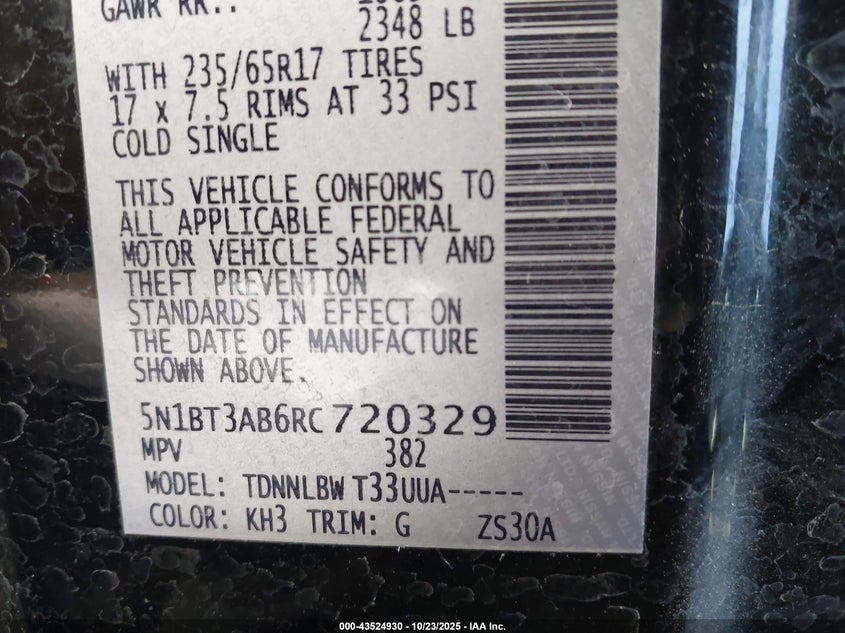 GAWR RR.:
2348 LB
WITH 235/65R17 TIRES
17 x 7.5 RIMS AT 33 PSI
COLD SINGLE
THIS VEHICLE CONFORMS TO
ALL APPLICABLE FEDERAL
MOTOR VEHICLE SAFETY AND
THEFT PREVENTION
STANDARDS IN EFFECT ON
THE DATE OF MANUFACTURE
SHOWN ABOVE.
5N1BT3AB6RC720329
MPV 382
MODEL: TDNNLBW T33UUA-----
COLOR: KH3 TRIM: G ZS30A
000-43524930 - 10/23/2025 - IAA Inc.